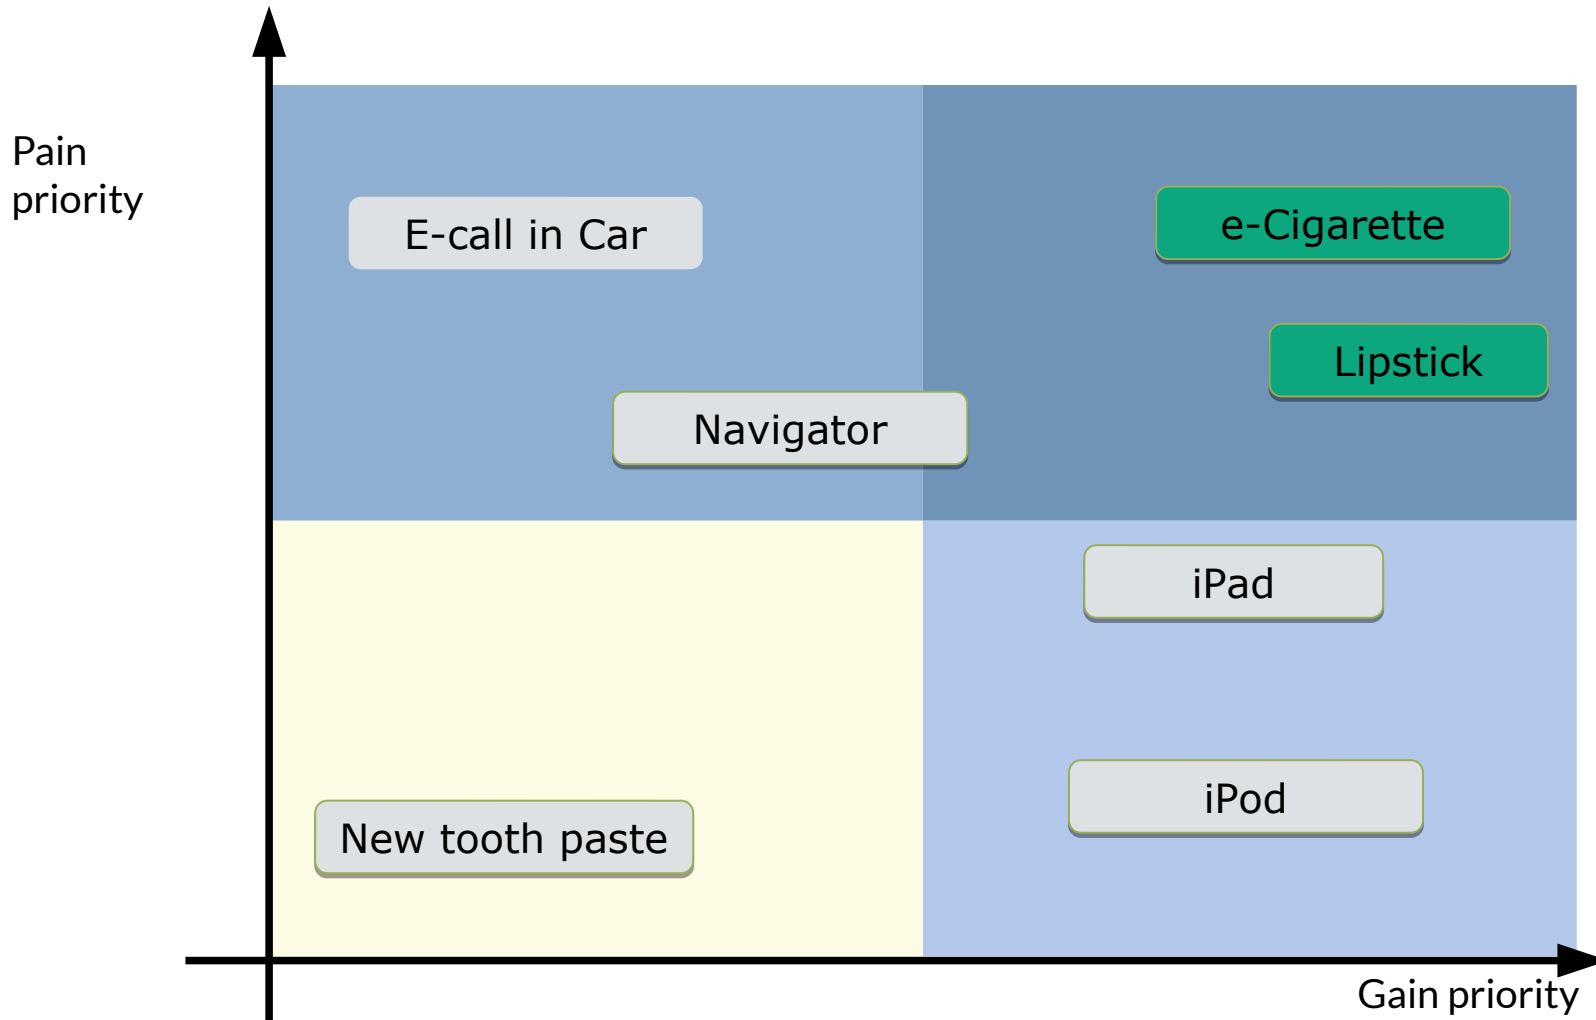 Pain
priority
E-call in Car
e-Cigarette
Lipstick
Navigator
iPad
iPod
New tooth paste
Gain priority